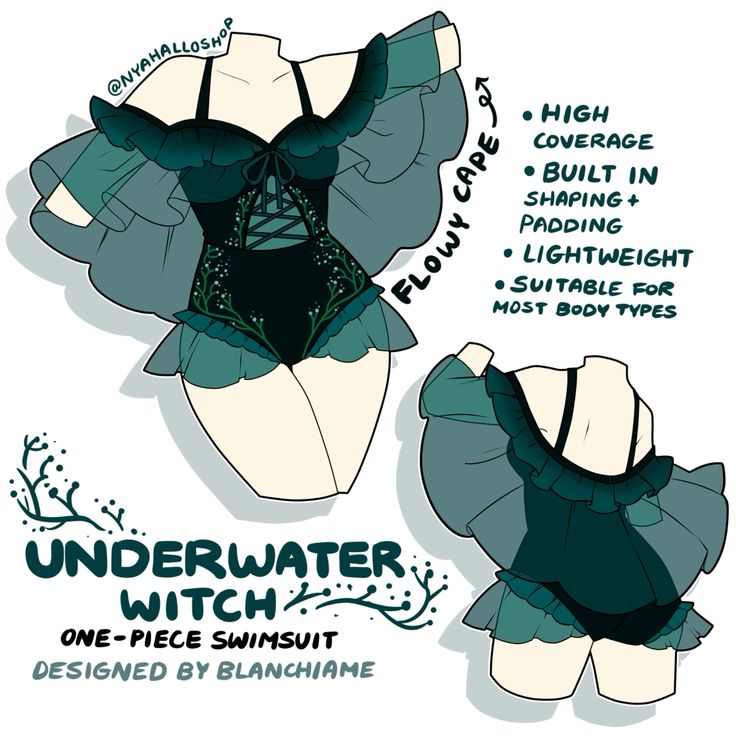 @NYAHALLOSHOP
FLOWY CAPE
• HIGH
COVERAGE
• BUILT IN
SHAPING +
PADDING
• LIGHTWEIGHT
• SUITABLE FOR
MOST BODY TYPES
UNDERWATER
WITCH
ONE-PIECE SWIMSUIT
DESIGNED BY BLANCHIAME